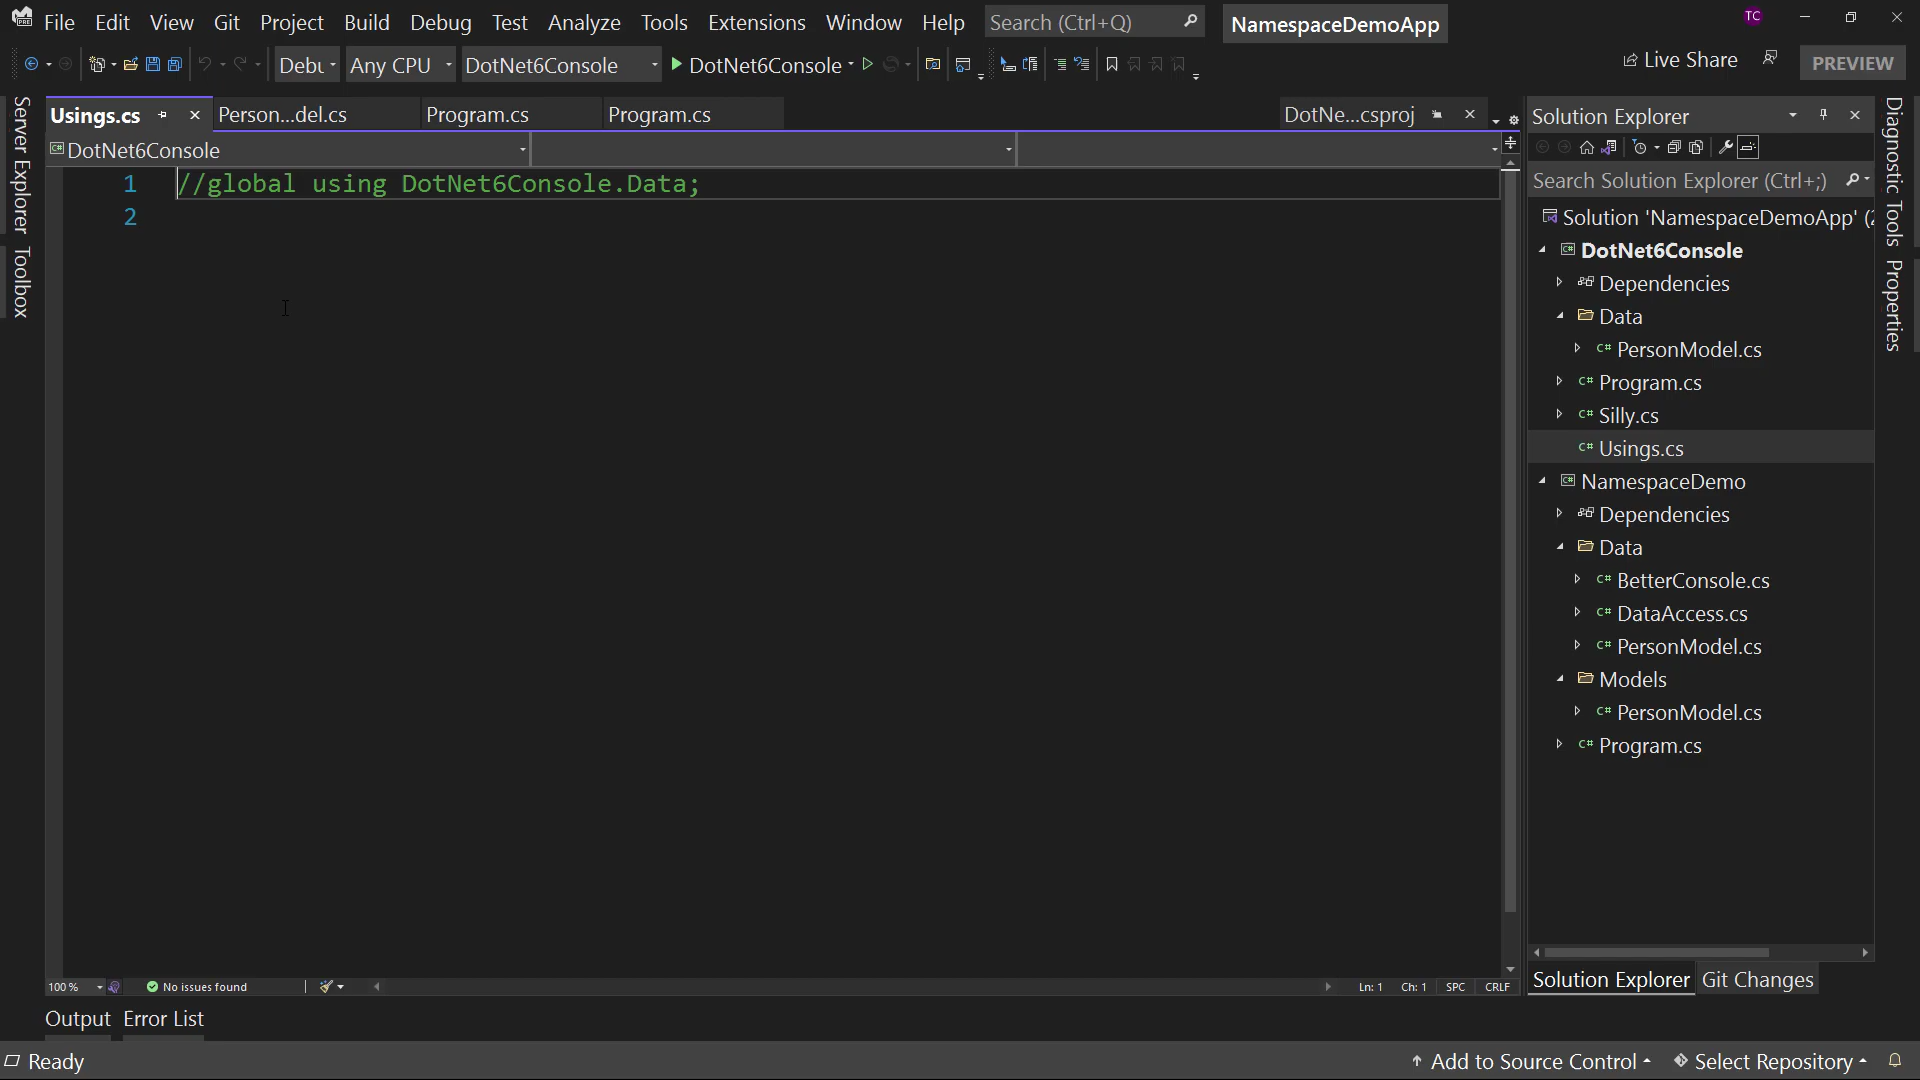 File Edit View Git Project Build Debug Test Analyze Tools Extensions Window Help Search (Ctrl+Q) NamespaceDemoApp TC
Debu Any CPU DotNet6Console DotNet6Console Live Share PREVIEW
Usings.cs Person...del.cs Program.cs Program.cs DotNe...csproj
DotNet6Console
1 //global using DotNet6Console.Data;
2
Server Explorer
Toolbox
Solution Explorer
Search Solution Explorer (Ctrl+;)
Solution 'NamespaceDemoApp' (2
DotNet6Console
Dependencies
Data
C# PersonModel.cs
C# Program.cs
C# Silly.cs
C# Usings.cs
NamespaceDemo
Dependencies
Data
C# BetterConsole.cs
C# DataAccess.cs
C# PersonModel.cs
Models
C# PersonModel.cs
C# Program.cs
Solution Explorer Git Changes
Diagnostic Tools
Properties
100 % No issues found Ln: 1 Ch: 1 SPC CRLF
Output Error List
Ready Add to Source Control Select Repository